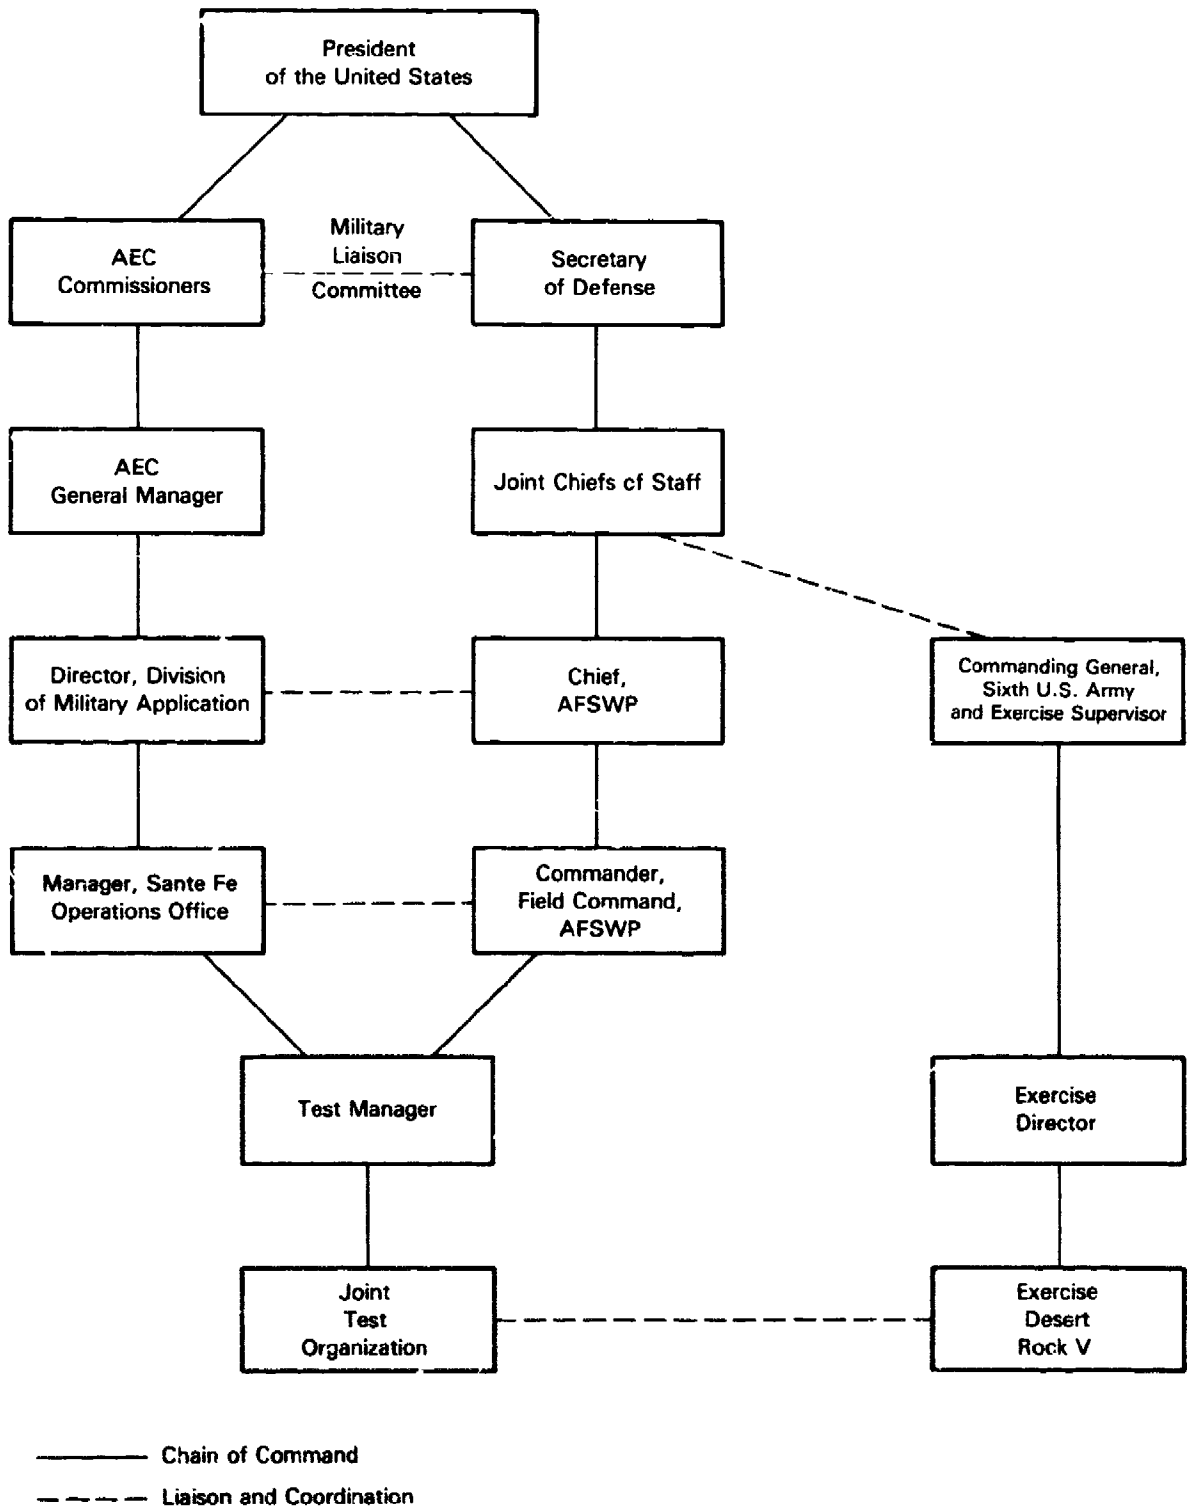 President
of the United States
AEC
Commissioners
Military
Liaison
Committee
Secretary
of Defense
AEC
General Manager
Joint Chiefs cf Staff
Director, Division
of Military Application
Chief,
AFSWP
Commanding General,
Sixth U.S. Army
and Exercise Supervisor
Manager, Sante Fe
Operations Office
Commander,
Field Command,
AFSWP
Test Manager
Exercise
Director
Joint
Test
Organization
Exercise
Desert
Rock V
Chain of Command
Liaison and Coordination